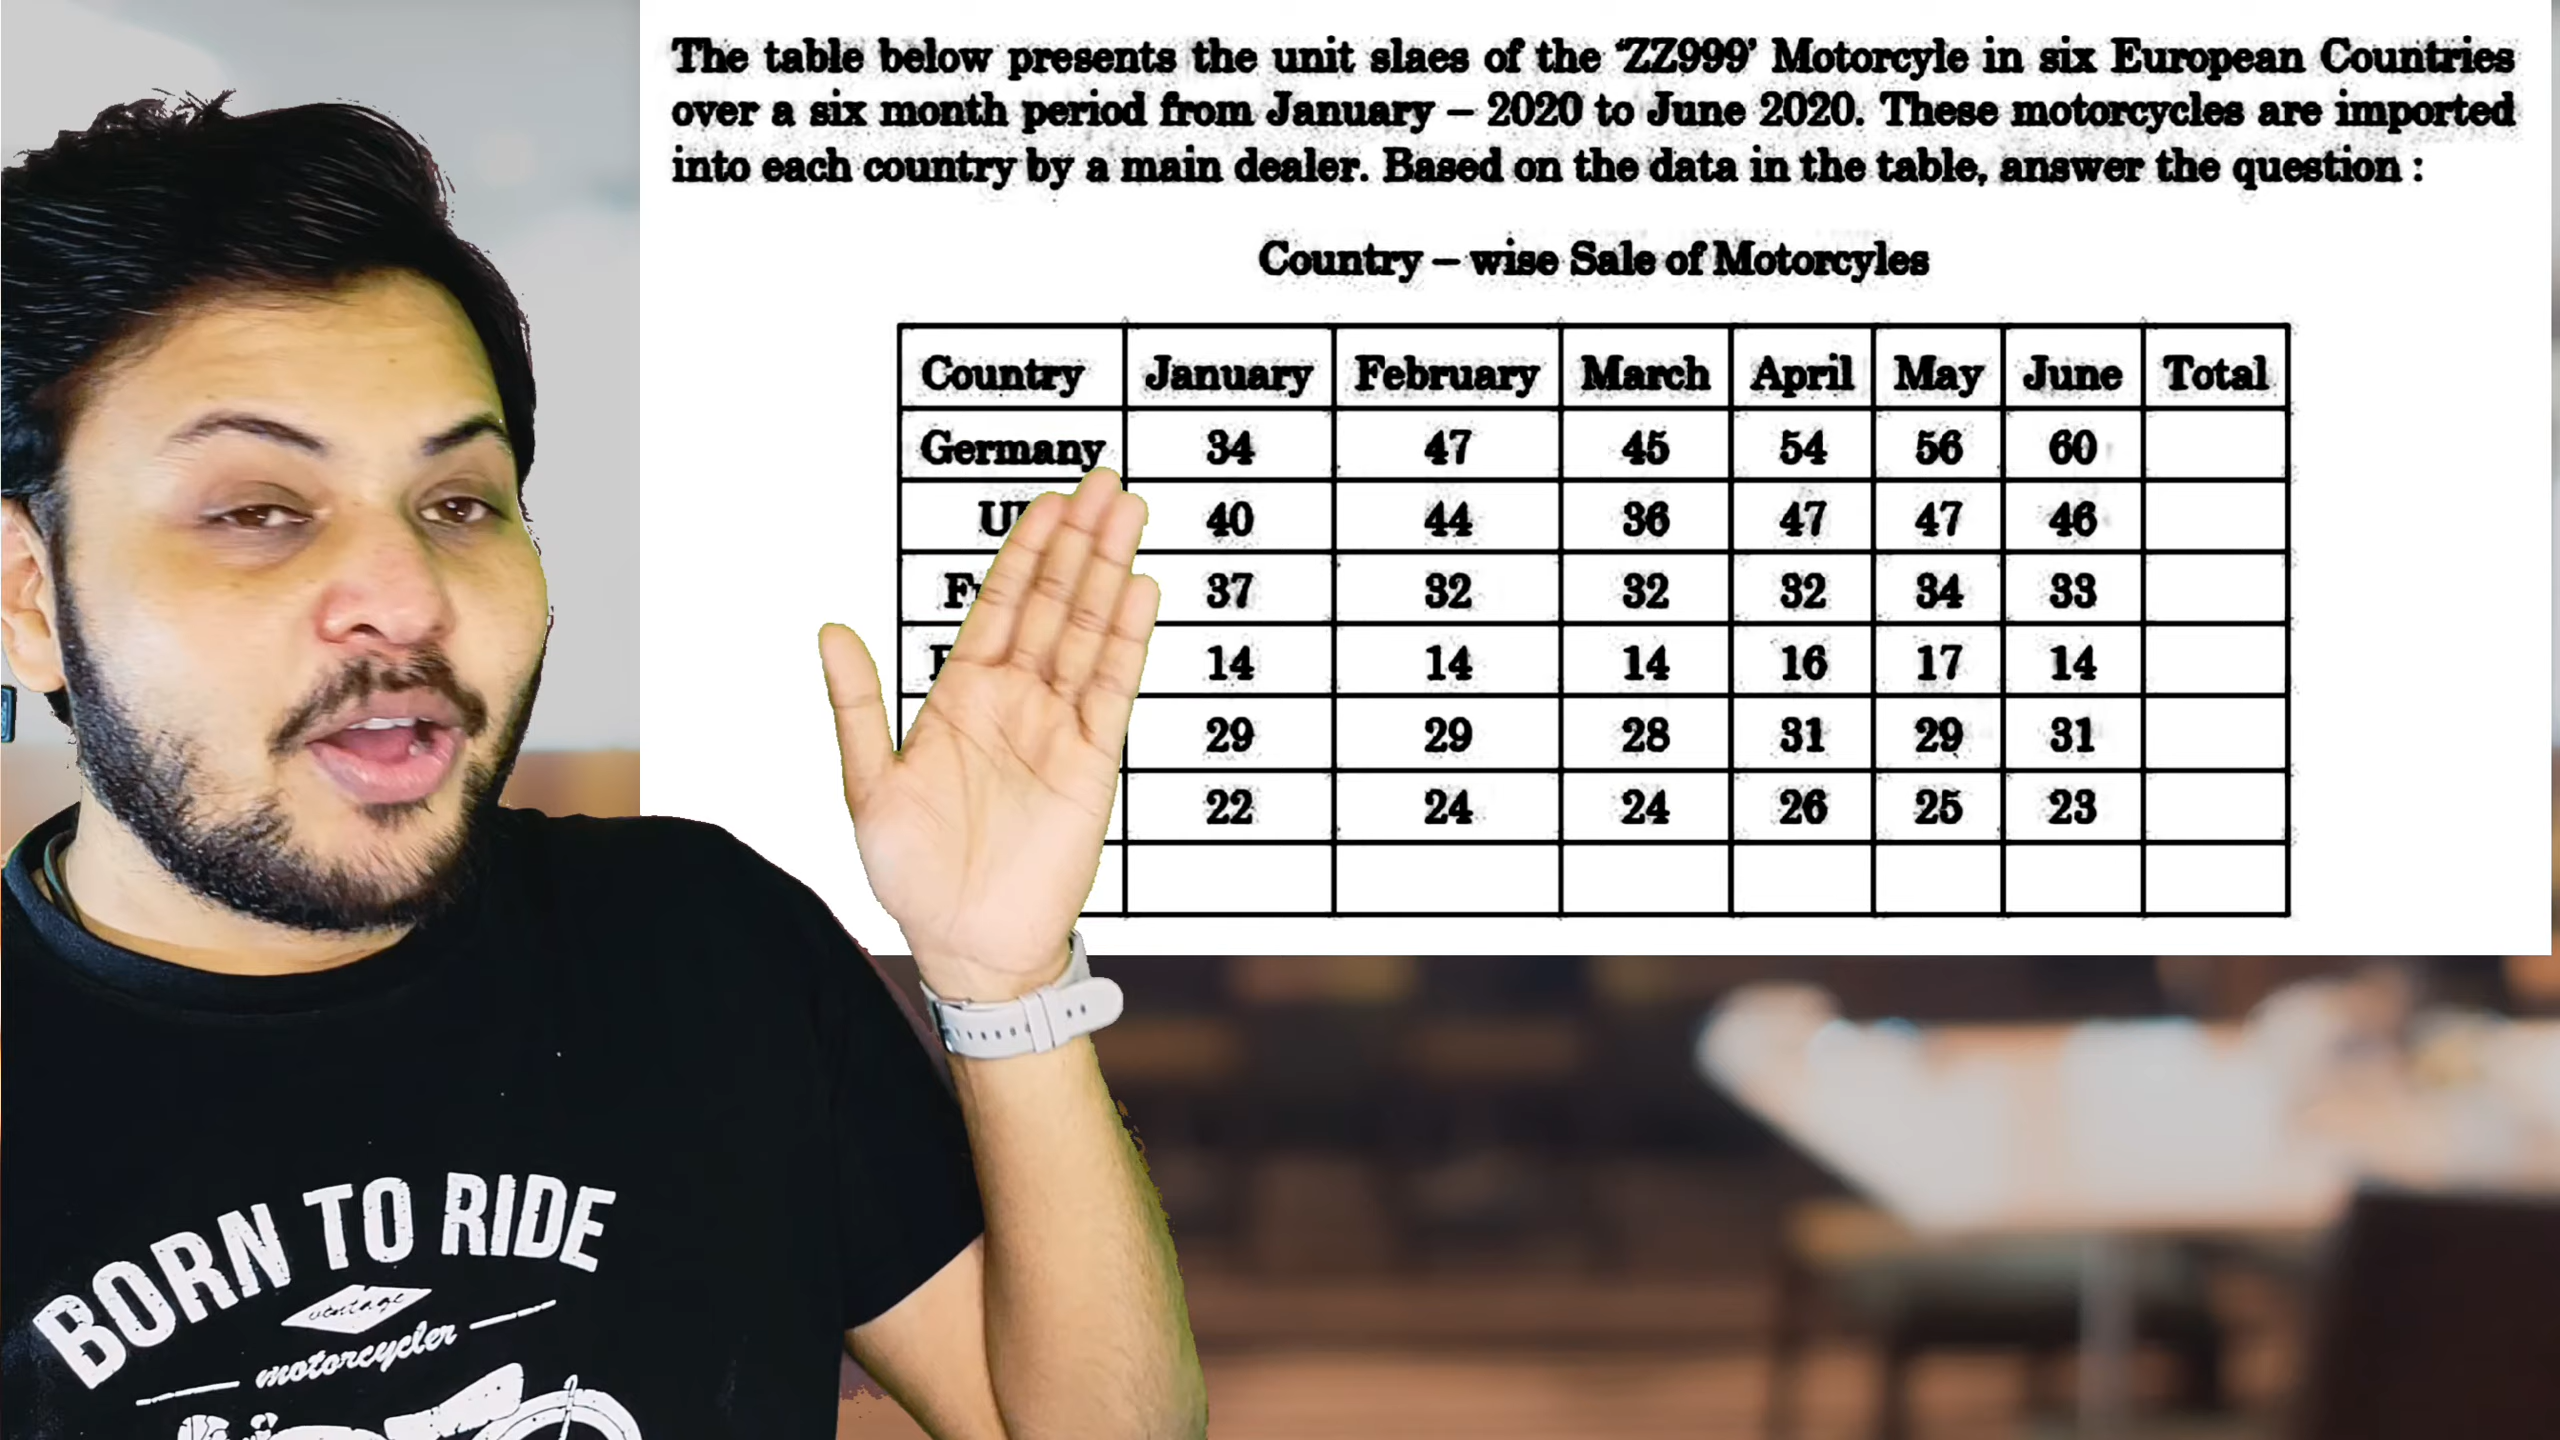 The table below presents the unit slaes of the ‘ZZ999’ Motorcyle in six European Countries
over a six month period from January – 2020 to June 2020. These motorcycles are imported
into each country by a main dealer. Based on the data in the table, answer the question :
Country – wise Sale of Motorcyles
Country January February March April May June Total
Germany 34 47 45 54 56 60
40 44 36 47 47 46
37 32 32 32 34 33
14 14 14 16 17 14
29 29 28 31 29 31
22 24 24 26 25 23
BORN TO RIDE
vintage
motorcycler